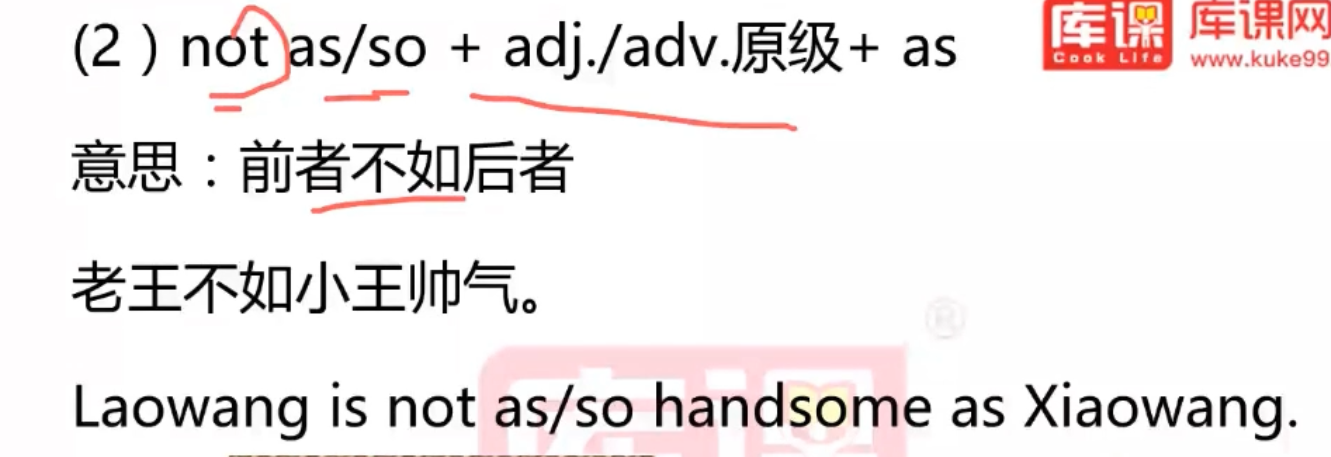 (2 ) not as/so + adj./adv.原级+ as
库课 库课网
Cook Life www.kuke99
意思：前者不如后者
老王不如小王帅气。
®
Laowang is not as/so handsome as Xiaowang.